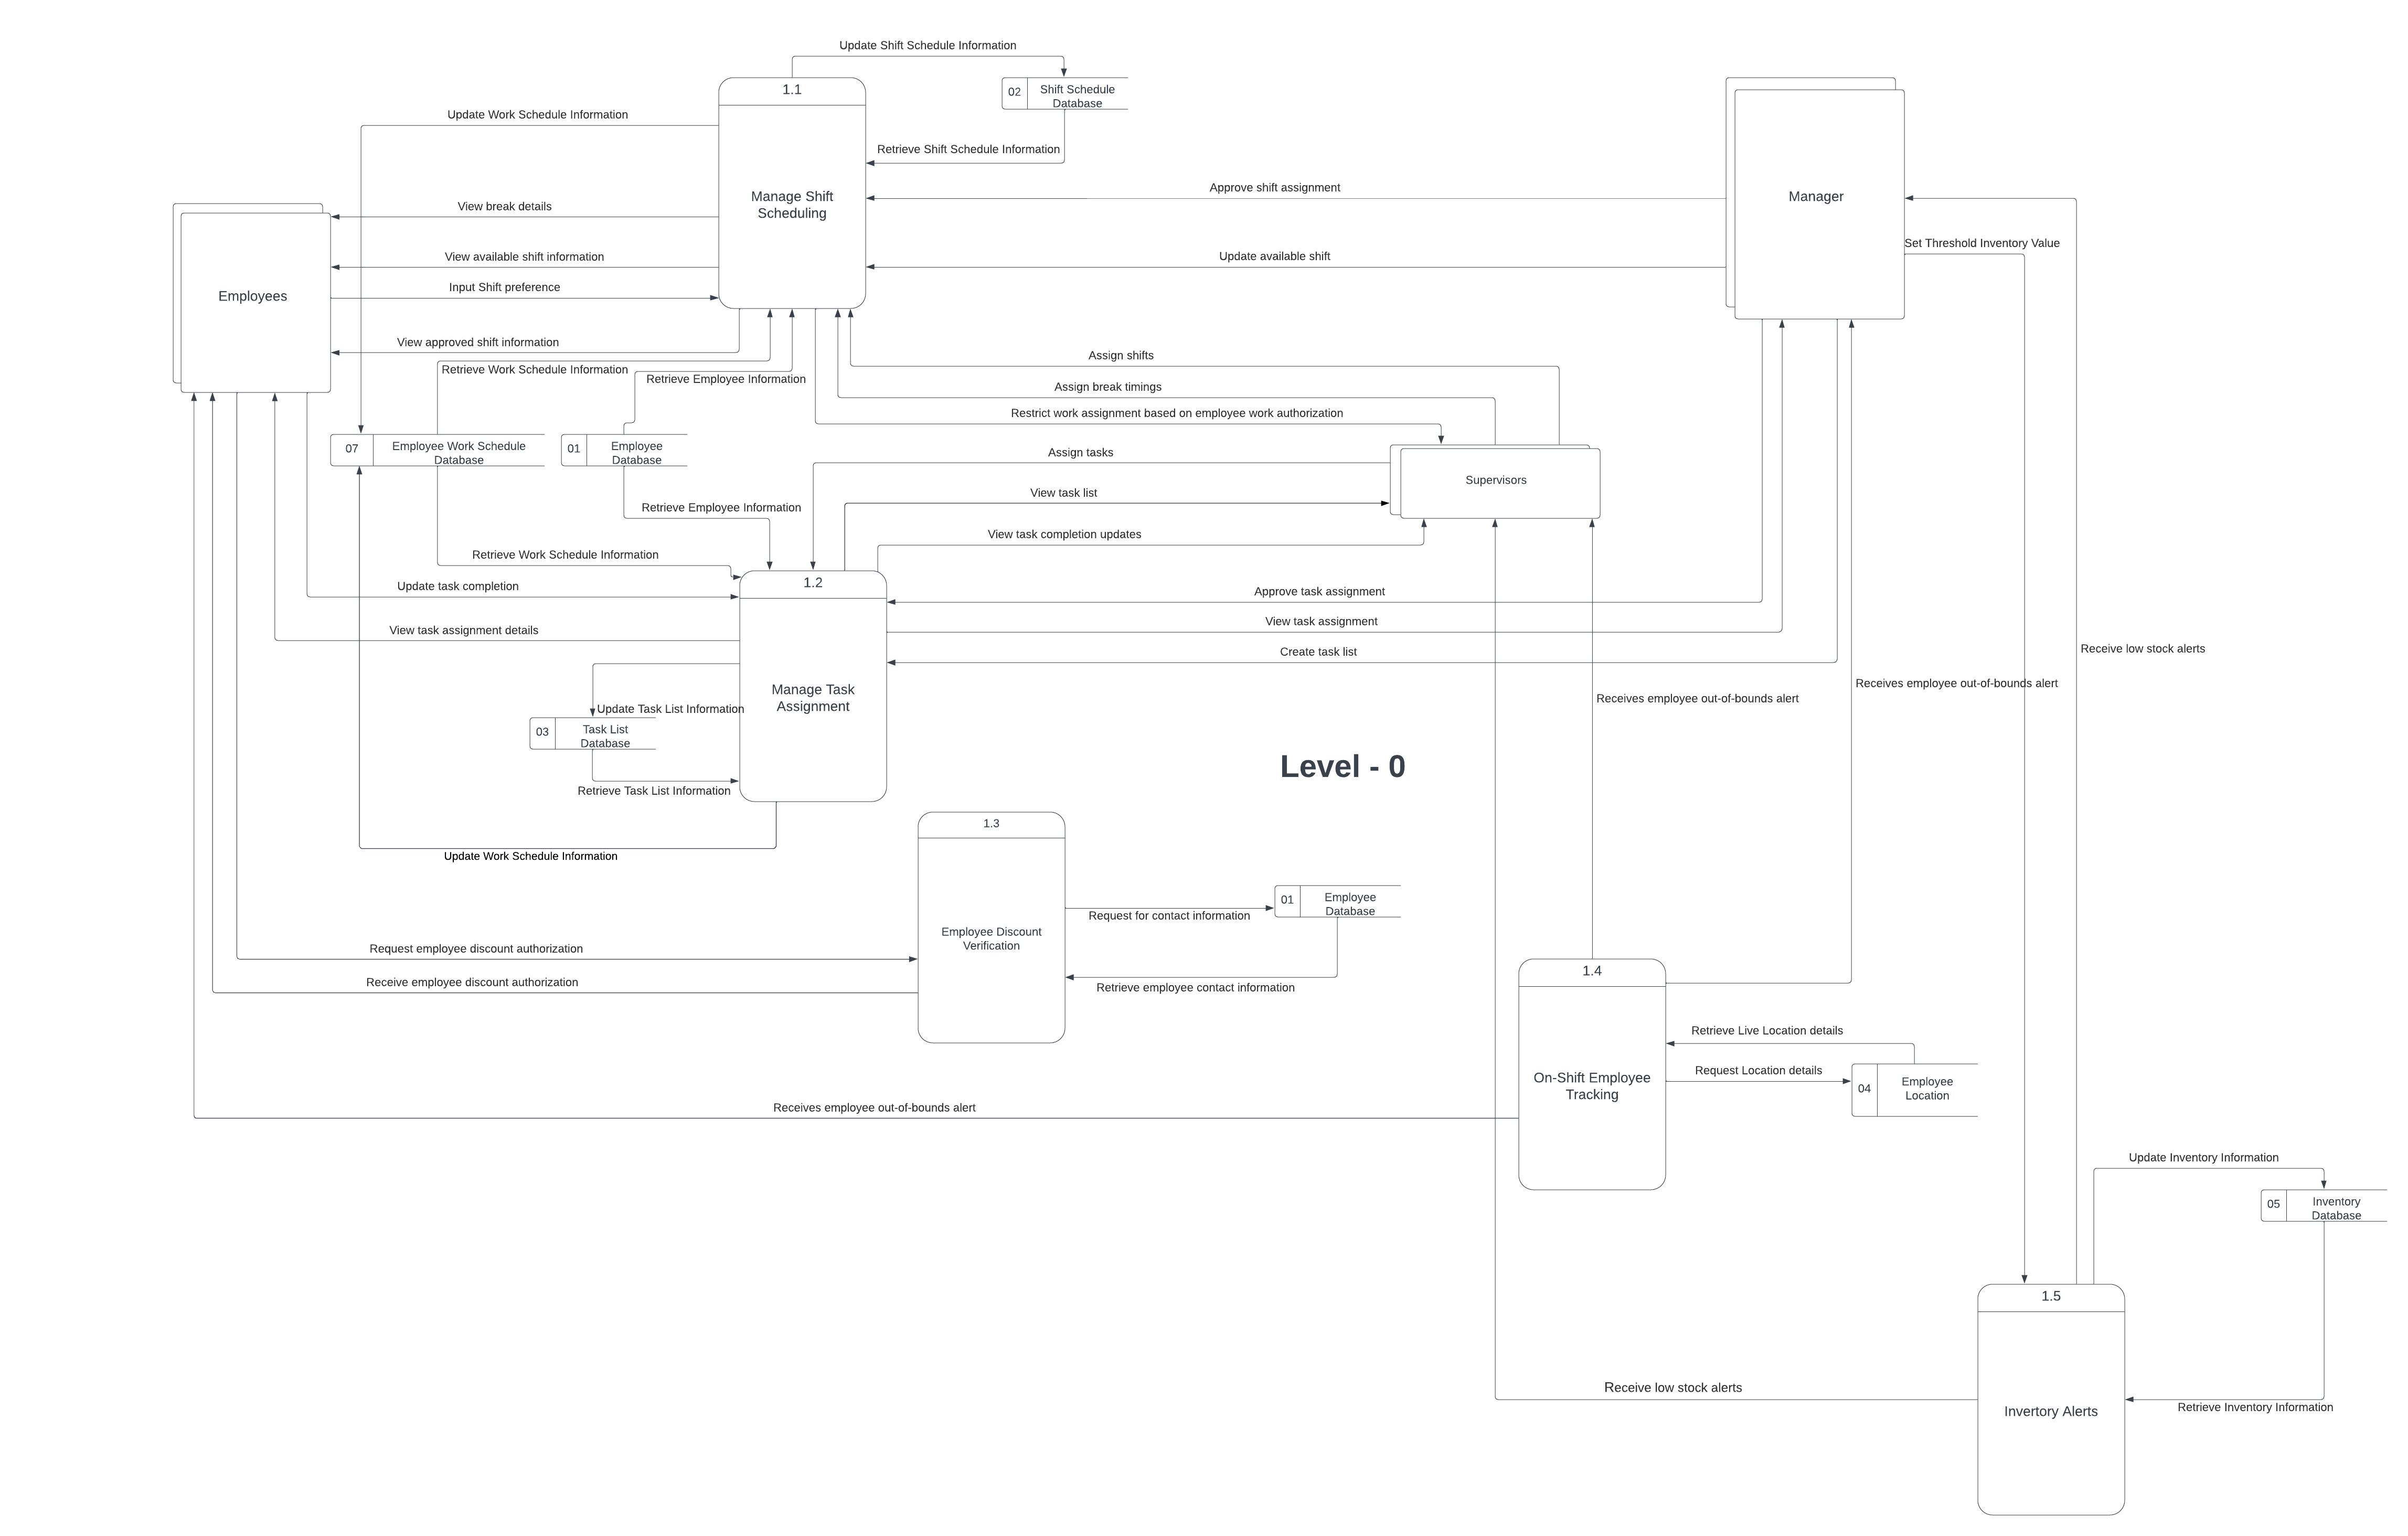 Update Shift Schedule Information
1.1
02
Shift Schedule
Database
Update Work Schedule Information
Retrieve Shift Schedule Information
Approve shift assignment
Manage Shift
Scheduling
Manager
View break details
Set Threshold Inventory Value
View available shift information
Update available shift
Input Shift preference
Employees
View approved shift information
Assign shifts
Retrieve Work Schedule Information
Retrieve Employee Information
Assign break timings
Restrict work assignment based on employee work authorization
07
Employee Work Schedule
Database
01
Employee
Database
Assign tasks
Supervisors
View task list
Retrieve Employee Information
View task completion updates
Retrieve Work Schedule Information
1.2
Update task completion
Approve task assignment
View task assignment
View task assignment details
Create task list
Receive low stock alerts
Receives employee out-of-bounds alert
Manage Task
Assignment
Receives employee out-of-bounds alert
Update Task List Information
03
Task List
Database
Level - 0
Retrieve Task List Information
1.3
Update Work Schedule Information
01
Employee
Database
Request for contact information
Employee Discount
Verification
Request employee discount authorization
1.4
Receive employee discount authorization
Retrieve employee contact information
Retrieve Live Location details
Request Location details
On-Shift Employee
Tracking
04
Employee
Location
Receives employee out-of-bounds alert
Update Inventory Information
05
Inventory
Database
1.5
Receive low stock alerts
Retrieve Inventory Information
Invertory Alerts